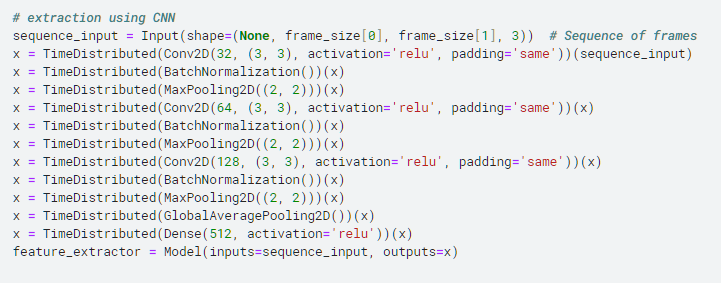 # extraction using CNN
sequence_input = Input(shape=(None, frame_size[0], frame_size[1], 3))  # Sequence of frames
x = TimeDistributed(Conv2D(32, (3, 3), activation='relu', padding='same'))(sequence_input)
x = TimeDistributed(BatchNormalization())(x)
x = TimeDistributed(MaxPooling2D((2, 2)))(x)
x = TimeDistributed(Conv2D(64, (3, 3), activation='relu', padding='same'))(x)
x = TimeDistributed(BatchNormalization())(x)
x = TimeDistributed(MaxPooling2D((2, 2)))(x)
x = TimeDistributed(Conv2D(128, (3, 3), activation='relu', padding='same'))(x)
x = TimeDistributed(BatchNormalization())(x)
x = TimeDistributed(MaxPooling2D((2, 2)))(x)
x = TimeDistributed(GlobalAveragePooling2D())(x)
x = TimeDistributed(Dense(512, activation='relu'))(x)
feature_extractor = Model(inputs=sequence_input, outputs=x)